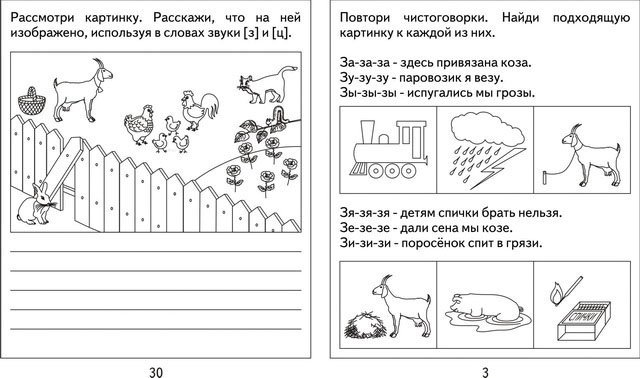 Рассмотри картинку. Расскажи, что на ней
изображено, используя в словах звуки [з] и [ц].
30
Повтори чистоговорки. Найди подходящую
картинку к каждой из них.
За-за-за - здесь привязана коза.
Зу-зу-зу - паровозик я везу.
Зы-зы-зы - испугались мы грозы.
Зя-зя-зя - детям спички брать нельзя.
Зе-зе-зе - дали сена мы козе.
Зи-зи-зи - поросёнок спит в грязи.
СПИЧКИ
3